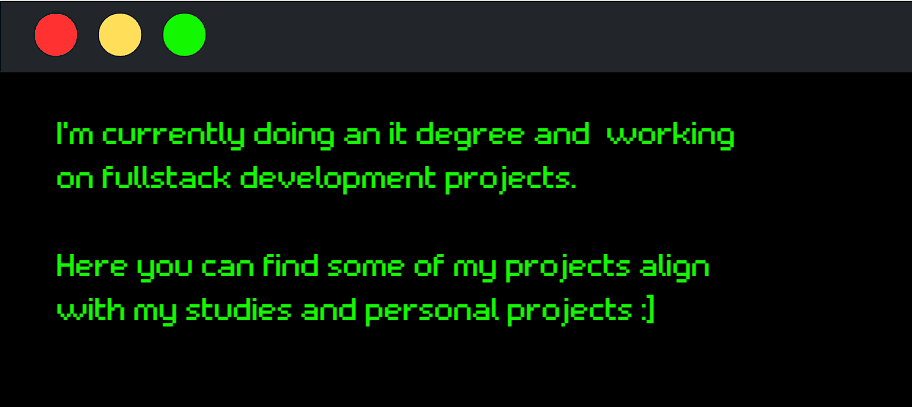 I'm currently doing an it degree and  working
on fullstack development projects.
Here you can find some of my projects align
with my studies and personal projects :]